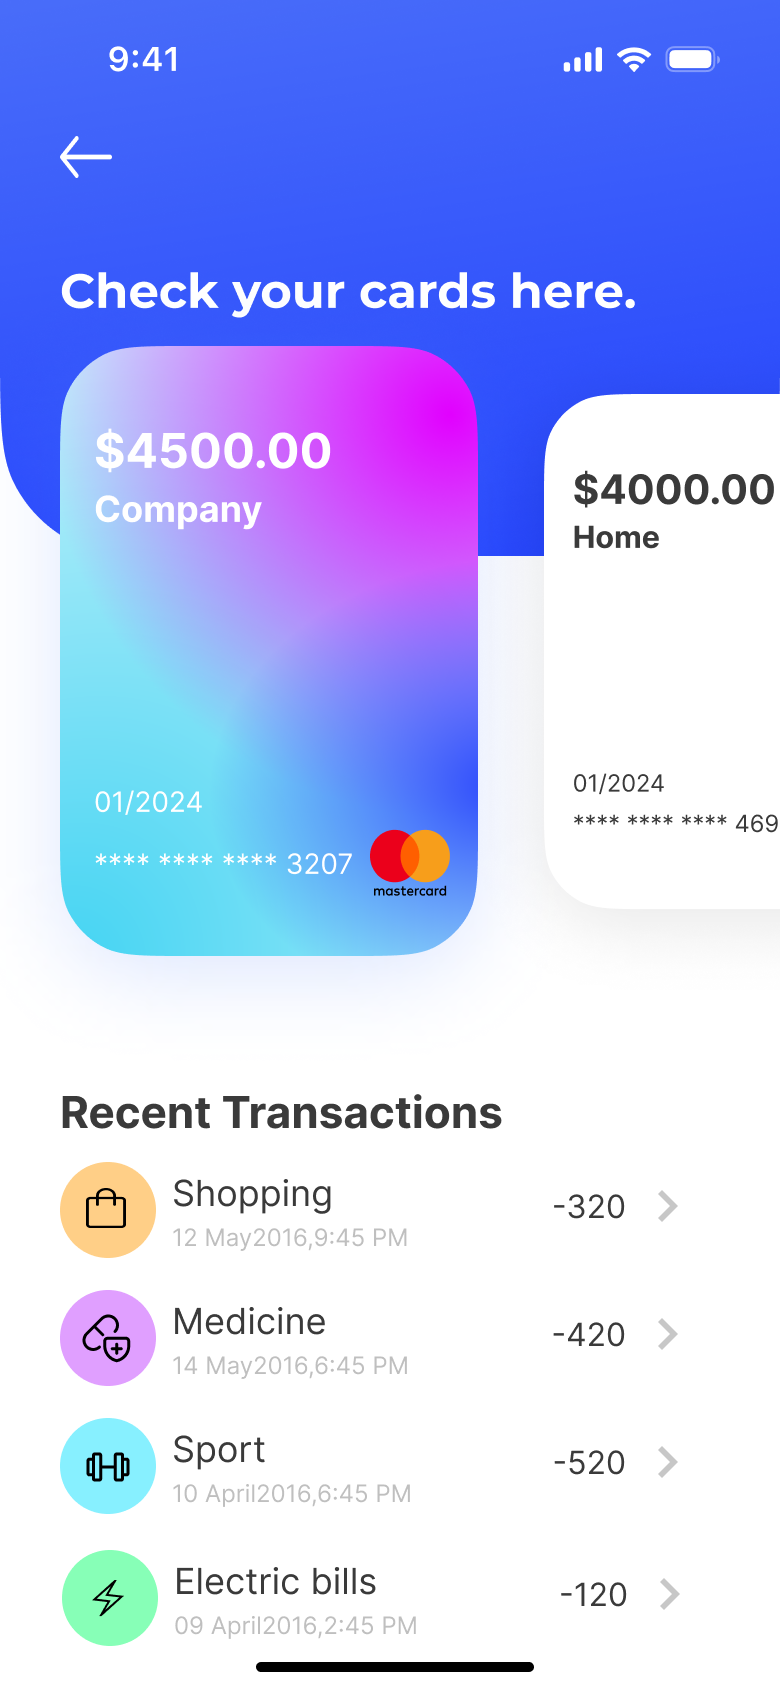 9:41
Check your cards here.
$4500.00
Company
01/2024
**** **** **** 3207
mastercard
$4000.00
Home
01/2024
**** **** **** 469
Recent Transactions
Shopping
12 May2016,9:45 PM
-320
Medicine
14 May2016,6:45 PM
-420
Sport
10 April2016,6:45 PM
-520
Electric bills
09 April2016,2:45 PM
-120